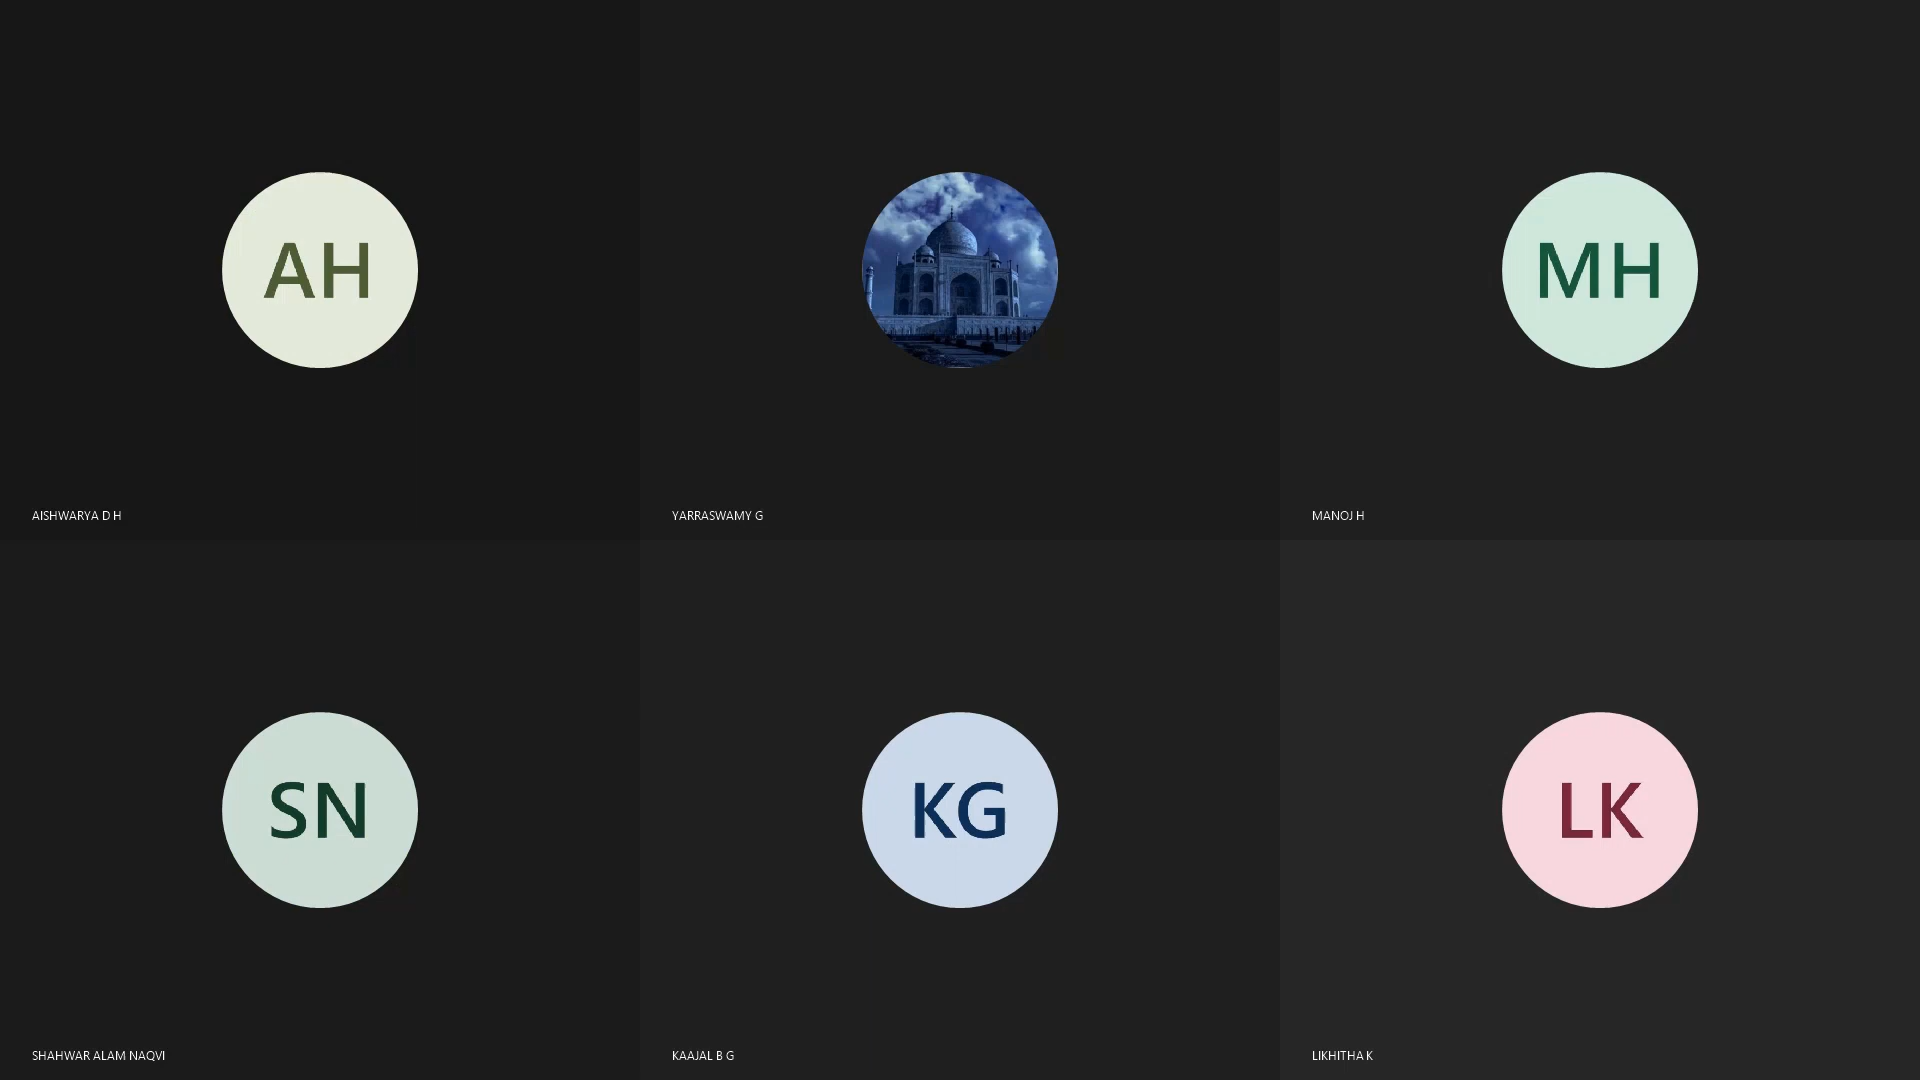 AH
MH
AISHWARYA D H
YARRASWAMY G
MANOJ H
SN
KG
LK
SHAHWAR ALAM NAQVI
KAAJAL B G
LIKHITHA K